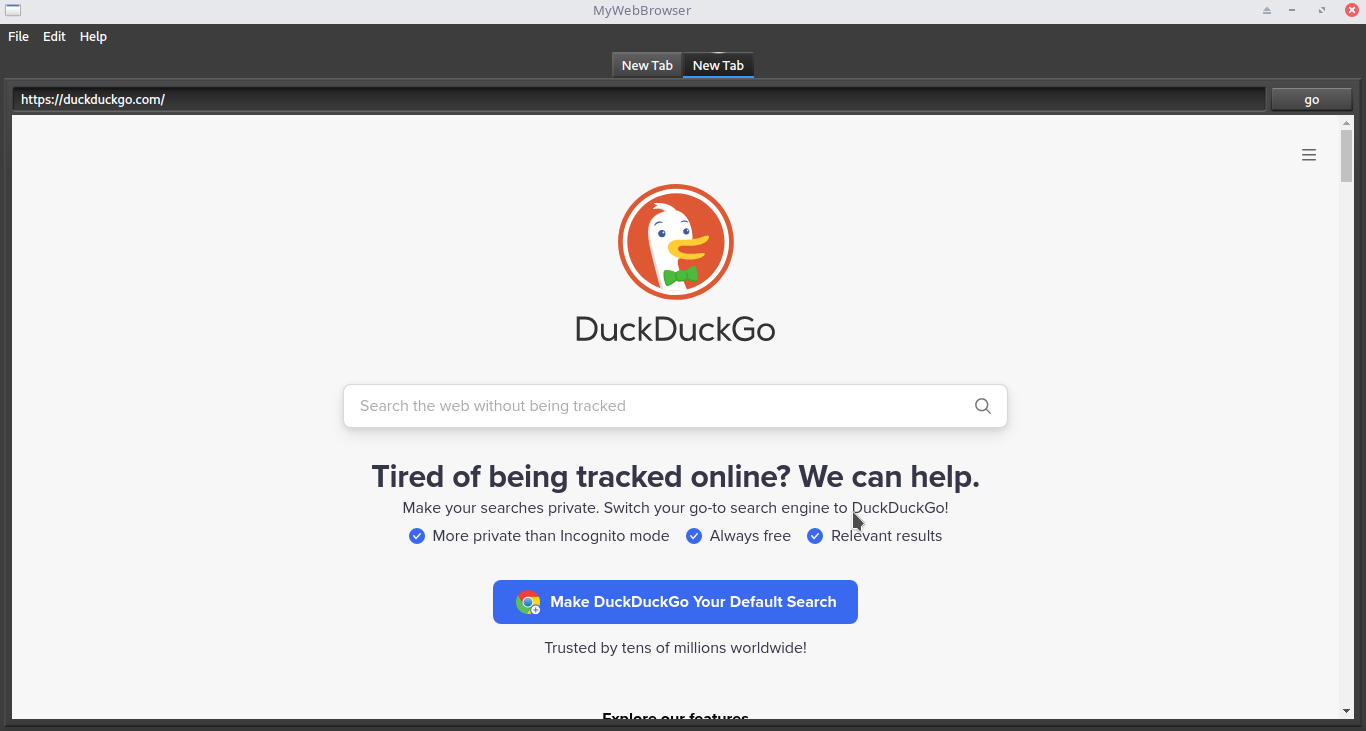 MyWebBrowser
File Edit Help
New Tab New Tab
https://duckduckgo.com/ go
DuckDuckGo
Search the web without being tracked
Tired of being tracked online? We can help.
Make your searches private. Switch your go-to search engine to DuckDuckGo!
More private than Incognito mode Always free Relevant results
Make DuckDuckGo Your Default Search
Trusted by tens of millions worldwide!
Explore our features